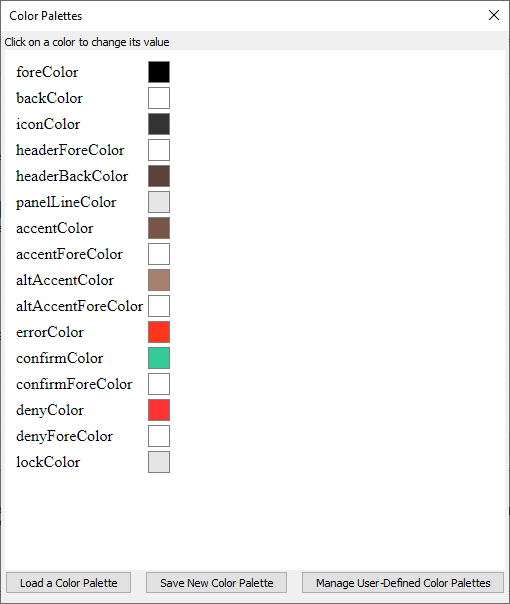 Color Palettes
Click on a color to change its value
foreColor
backColor
iconColor
headerForeColor
headerBackColor
panelLineColor
accentColor
accentForeColor
altAccentColor
altAccentForeColor
errorColor
confirmColor
confirmForeColor
denyColor
denyForeColor
lockColor
Load a Color Palette
Save New Color Palette
Manage User-Defined Color Palettes